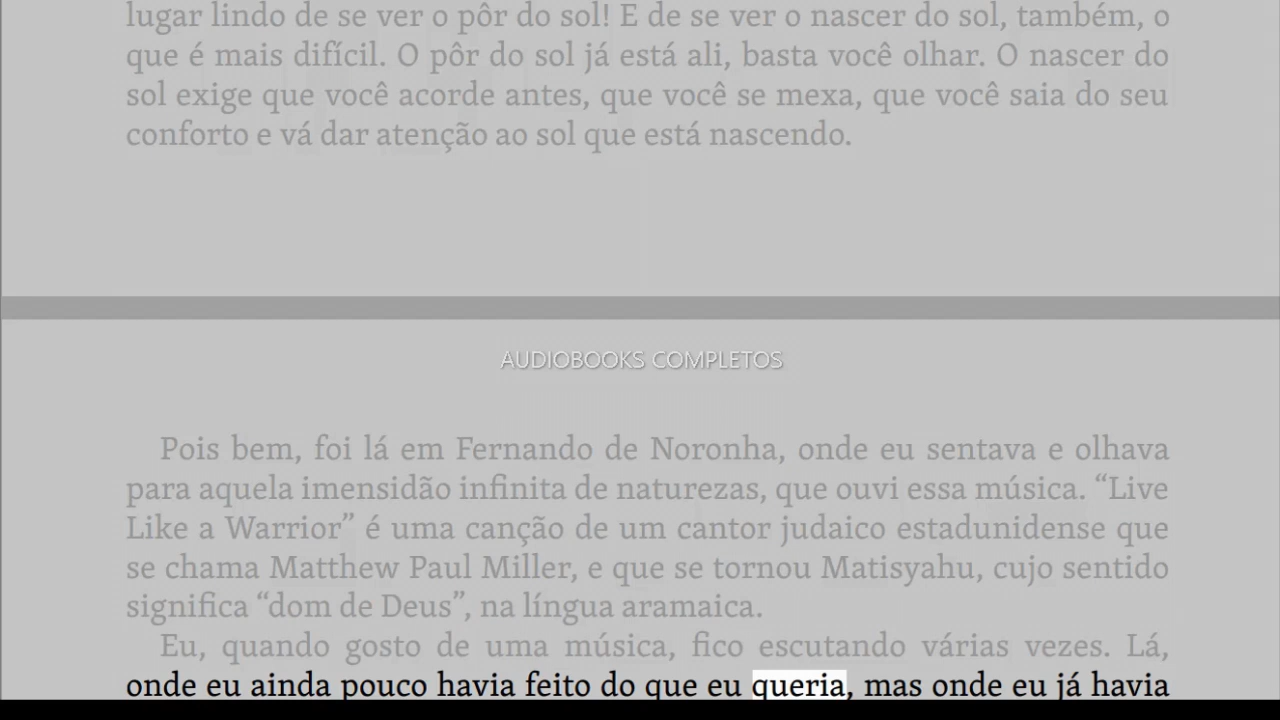 lugar lindo de se ver o pôr do sol! E de se ver o nascer do sol, também, o
que é mais difícil. O pôr do sol já está ali, basta você olhar. O nascer do
sol exige que você acorde antes, que você se mexa, que você saia do seu
conforto e vá dar atenção ao sol que está nascendo.
AUDIOBOOKS COMPLETOS
Pois bem, foi lá em Fernando de Noronha, onde eu sentava e olhava
para aquela imensidão infinita de naturezas, que ouvi essa música. “Live
Like a Warrior” é uma canção de um cantor judaico estadunidense que
se chama Matthew Paul Miller, e que se tornou Matisyahu, cujo sentido
significa “dom de Deus”, na língua aramaica.
Eu, quando gosto de uma música, fico escutando várias vezes. Lá,
onde eu ainda pouco havia feito do que eu queria, mas onde eu já havia